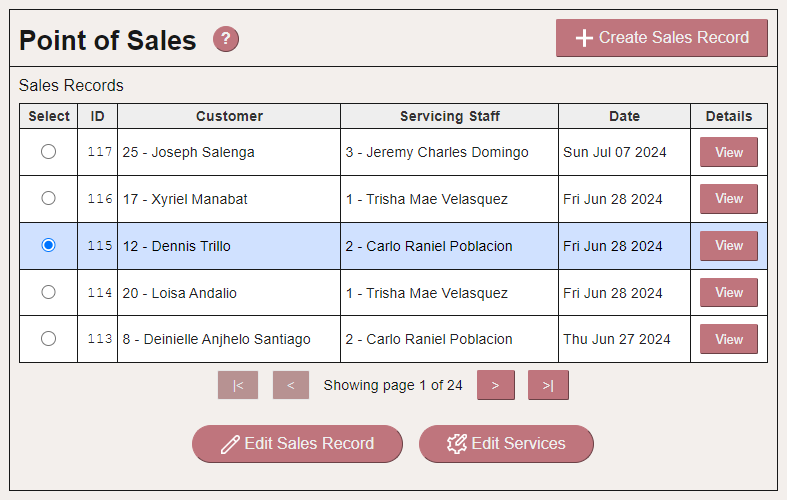 Point of Sales ? Create Sales Record
Sales Records
Select ID Customer Servicing Staff Date Details
117 25 - Joseph Salenga 3 - Jeremy Charles Domingo Sun Jul 07 2024 View
116 17 - Xyriel Manabat 1 - Trisha Mae Velasquez Fri Jun 28 2024 View
115 12 - Dennis Trillo 2 - Carlo Raniel Poblacion Fri Jun 28 2024 View
114 20 - Loisa Andalio 1 - Trisha Mae Velasquez Fri Jun 28 2024 View
113 8 - Deinielle Anjhelo Santiago 2 - Carlo Raniel Poblacion Thu Jun 27 2024 View
|< < Showing page 1 of 24 > >|
Edit Sales Record Edit Services